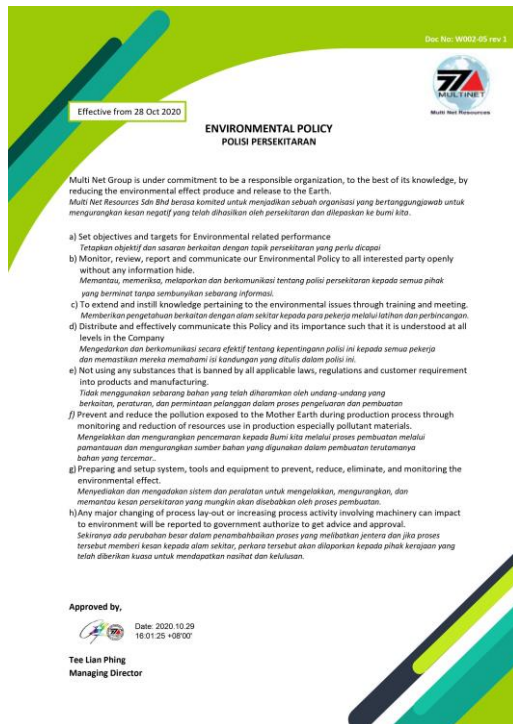 Doc No: W002-05 rev 1
MULTINET
Multi Net Resources
Effective from 28 Oct 2020
ENVIRONMENTAL POLICY
POLISI PERSEKITARAN
Multi Net Group is under commitment to be a responsible organization, to the best of its knowledge, by
reducing the environmental effect produce and release to the Earth.
Multi Net Resources Sdn Bhd berasa komited untuk menjadikan sebuah organisasi yang bertanggungjawab untuk
mengurangkan kesan negatif yang telah dihasilkan oleh persekitaran dan dilepaskan ke bumi kita.
a) Set objectives and targets for Environmental related performance
Tetapkan objektif dan sasaran berkaitan dengan topik persekitaran yang perlu dicapai
b) Monitor, review, report and communicate our Environmental Policy to all interested party openly
without any information hide.
Memantau, memeriksa, melaporkan dan berkomunikasi tentang polisi persekitaran kepada semua pihak
yang berminat tanpa sembunyikan sebarang informasi.
c) To extend and instill knowledge pertaining to the environmental issues through training and meeting.
Memberikan pengetahuan berkaitan dengan alam sekitar kepada para pekerja melalui latihan dan perbincangan.
d) Distribute and effectively communicate this Policy and its importance such that it is understood at all
levels in the Company
Mengedarkan dan berkomunikasi secara efektif tentang kepentingann polisi ini kepada semua pekerja
dan memastikan mereka memahami isi kandungan yang ditulis dalam polisi ini.
e) Not using any substances that is banned by all applicable laws, regulations and customer requirement
into products and manufacturing.
Tidak menggunakan sebarang bahan yang telah diharamkan oleh undang-undang yang
berkaitan, peraturan, dan permintaan pelanggan dalam proses pengeluaran dan pembuatan
f) Prevent and reduce the pollution exposed to the Mother Earth during production process through
monitoring and reduction of resources use in production especially pollutant materials.
Mengelakkan dan mengurangkan pencemaran kepada Bumi kita melalui proses pembuatan melalui
pamantauan dan mengurangkan sumber bahan yang digunakan dalam pembuatan terutamanya
bahan yang tercemar..
g) Preparing and setup system, tools and equipment to prevent, reduce, eliminate, and monitoring the
environmental effect.
Menyediakan dan mengadakan sistem dan peralatan untuk mengelakkan, mengurangkan, dan
memantau kesan persekitaran yang mungkin akan disebabkan oleh proses pembuatan.
h)Any major changing of process lay-out or increasing process activity involving machinery can impact
to environment will be reported to government authorize to get advice and approval.
Sekiranya ada perubahan besar dalam penambahbaikan proses yang melibatkan jentera dan jika proses
tersebut memberi kesan kepada alam sekitar, perkara tersebut akan dilaporkan kepada pihak kerajaan yang
telah diberikan kuasa untuk mendapatkan nasihat dan kelulusan.
Approved by,
Date: 2020.10.29
16:01:25 +08'00'
Tee Lian Phing
Managing Director